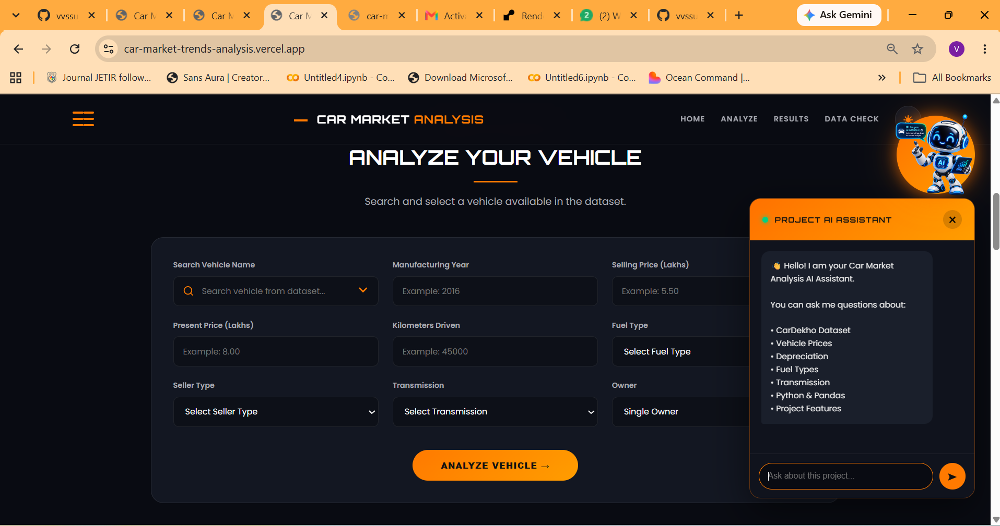 vvssu
Car M
Car M
Car M
car-m
Activ
Rend
(2) W
vvssu
Ask Gemini
car-market-trends-analysis.vercel.app
V
Journal JETIR follow...
Sans Aura | Creator...
Untitled4.ipynb - Co...
Download Microsof...
Untitled6.ipynb - Co...
Ocean Command |...
All Bookmarks
CAR MARKET ANALYSIS
HOME
ANALYZE
RESULTS
DATA CHECK
AI
ANALYZE YOUR VEHICLE
Search and select a vehicle available in the dataset.
Search Vehicle Name
Manufacturing Year
Selling Price (Lakhs)
Search vehicle from dataset...
Example: 2016
Example: 5.50
Present Price (Lakhs)
Kilometers Driven
Fuel Type
Example: 8.00
Example: 45000
Select Fuel Type
Seller Type
Transmission
Owner
Select Seller Type
Select Transmission
Single Owner
ANALYZE VEHICLE →
PROJECT AI ASSISTANT
👋 Hello! I am your Car Market
Analysis AI Assistant.
You can ask me questions about:
• CarDekho Dataset
• Vehicle Prices
• Depreciation
• Fuel Types
• Transmission
• Python & Pandas
• Project Features
Ask about this project...